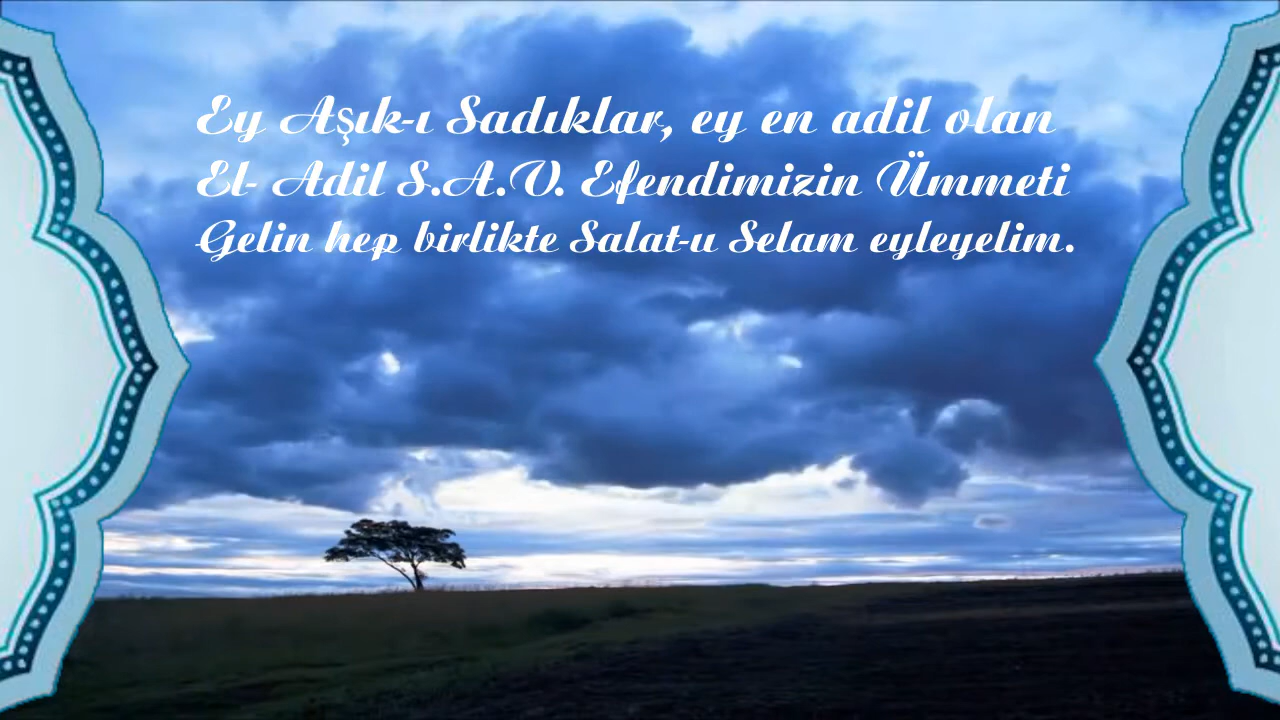 Ey Aşık-ı Sadıklar, ey en adil olan
El- Adil S.A.V. Efendimizin Ümmeti
Gelin hep birlikte Salat-u Selam eyleyelim.